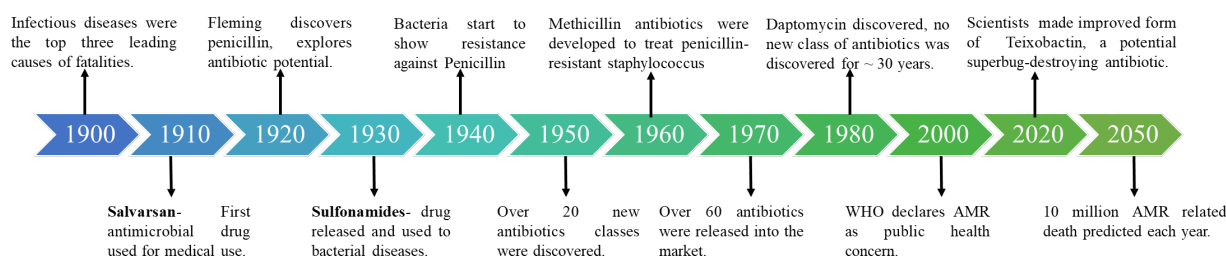 Infectious diseases were
the top three leading
causes of fatalities.
Fleming discovers
penicillin, explores
antibiotic potential.
Bacteria start to
show resistance
against Penicillin
Methicillin antibiotics were
developed to treat penicillin-
resistant staphylococcus
Daptomycin discovered, no
new class of antibiotics was
discovered for ~ 30 years.
Scientists made improved form
of Teixobactin, a potential
superbug-destroying antibiotic.
1900
1910
1920
1930
1940
1950
1960
1970
1980
2000
2020
2050
Salvarsan- First
antimicrobial drug
used for medical use.
Sulfonamides- drug
released and used to
bacterial diseases.
Over 20 new
antibiotics classes
were discovered.
Over 60 antibiotics
were released into the
market.
WHO declares AMR
as public health
concern.
10 million AMR related
death predicted each year.